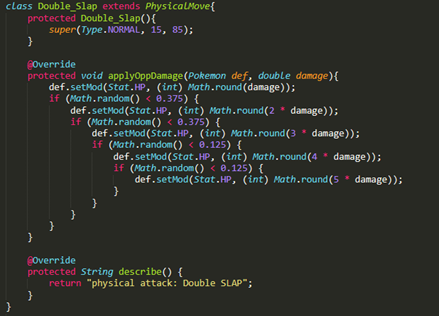 class Double_Slap extends PhysicalMove{
    protected Double_Slap(){
        super(Type.NORMAL, 15, 85);
    }

    @Override
    protected void applyOppDamage(Pokemon def, double damage){
        def.setMod(Stat.HP, (int) Math.round(damage));
        if (Math.random() < 0.375) {
            def.setMod(Stat.HP, (int) Math.round(2 * damage));
            if (Math.random() < 0.375) {
                def.setMod(Stat.HP, (int) Math.round(3 * damage));
                if (Math.random() < 0.125) {
                    def.setMod(Stat.HP, (int) Math.round(4 * damage));
                    if (Math.random() < 0.125) {
                        def.setMod(Stat.HP, (int) Math.round(5 * damage));
                    }
                }
            }
        }
    }

    @Override
    protected String describe() {
        return "physical attack: Double SLAP";
    }
}